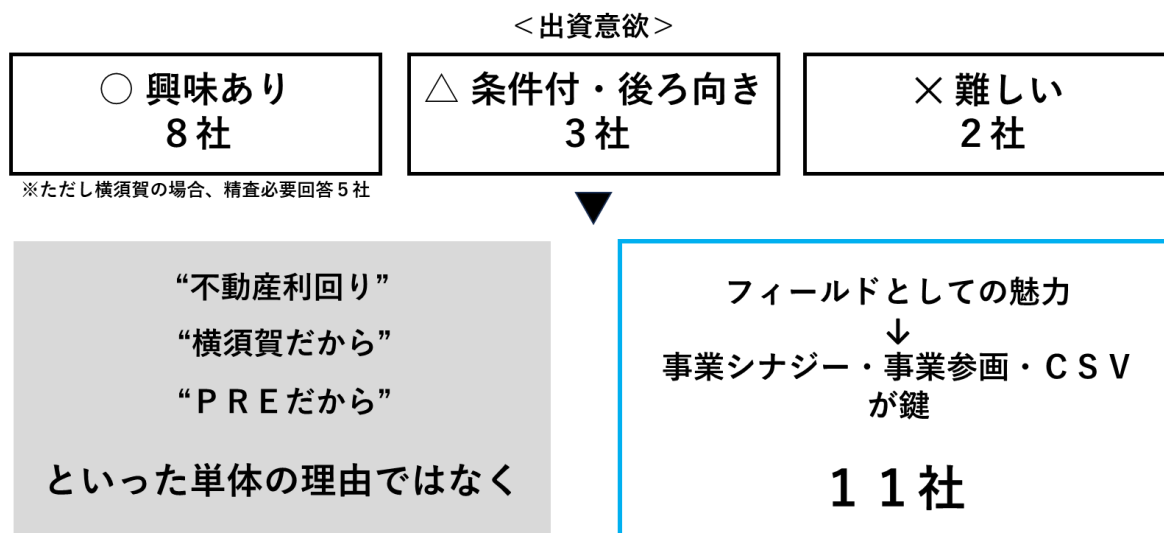 ＜出資意欲＞
○ 興味あり
８社
△ 条件付・後ろ向き
３社
× 難しい
２社
※ただし横須賀の場合、精査必要回答５社
▼
“不動産利回り”
“横須賀だから”
“ＰＲＥだから”
といった単体の理由ではなく
フィールドとしての魅力
↓
事業シナジー・事業参画・ＣＳＶ
が鍵
１１社